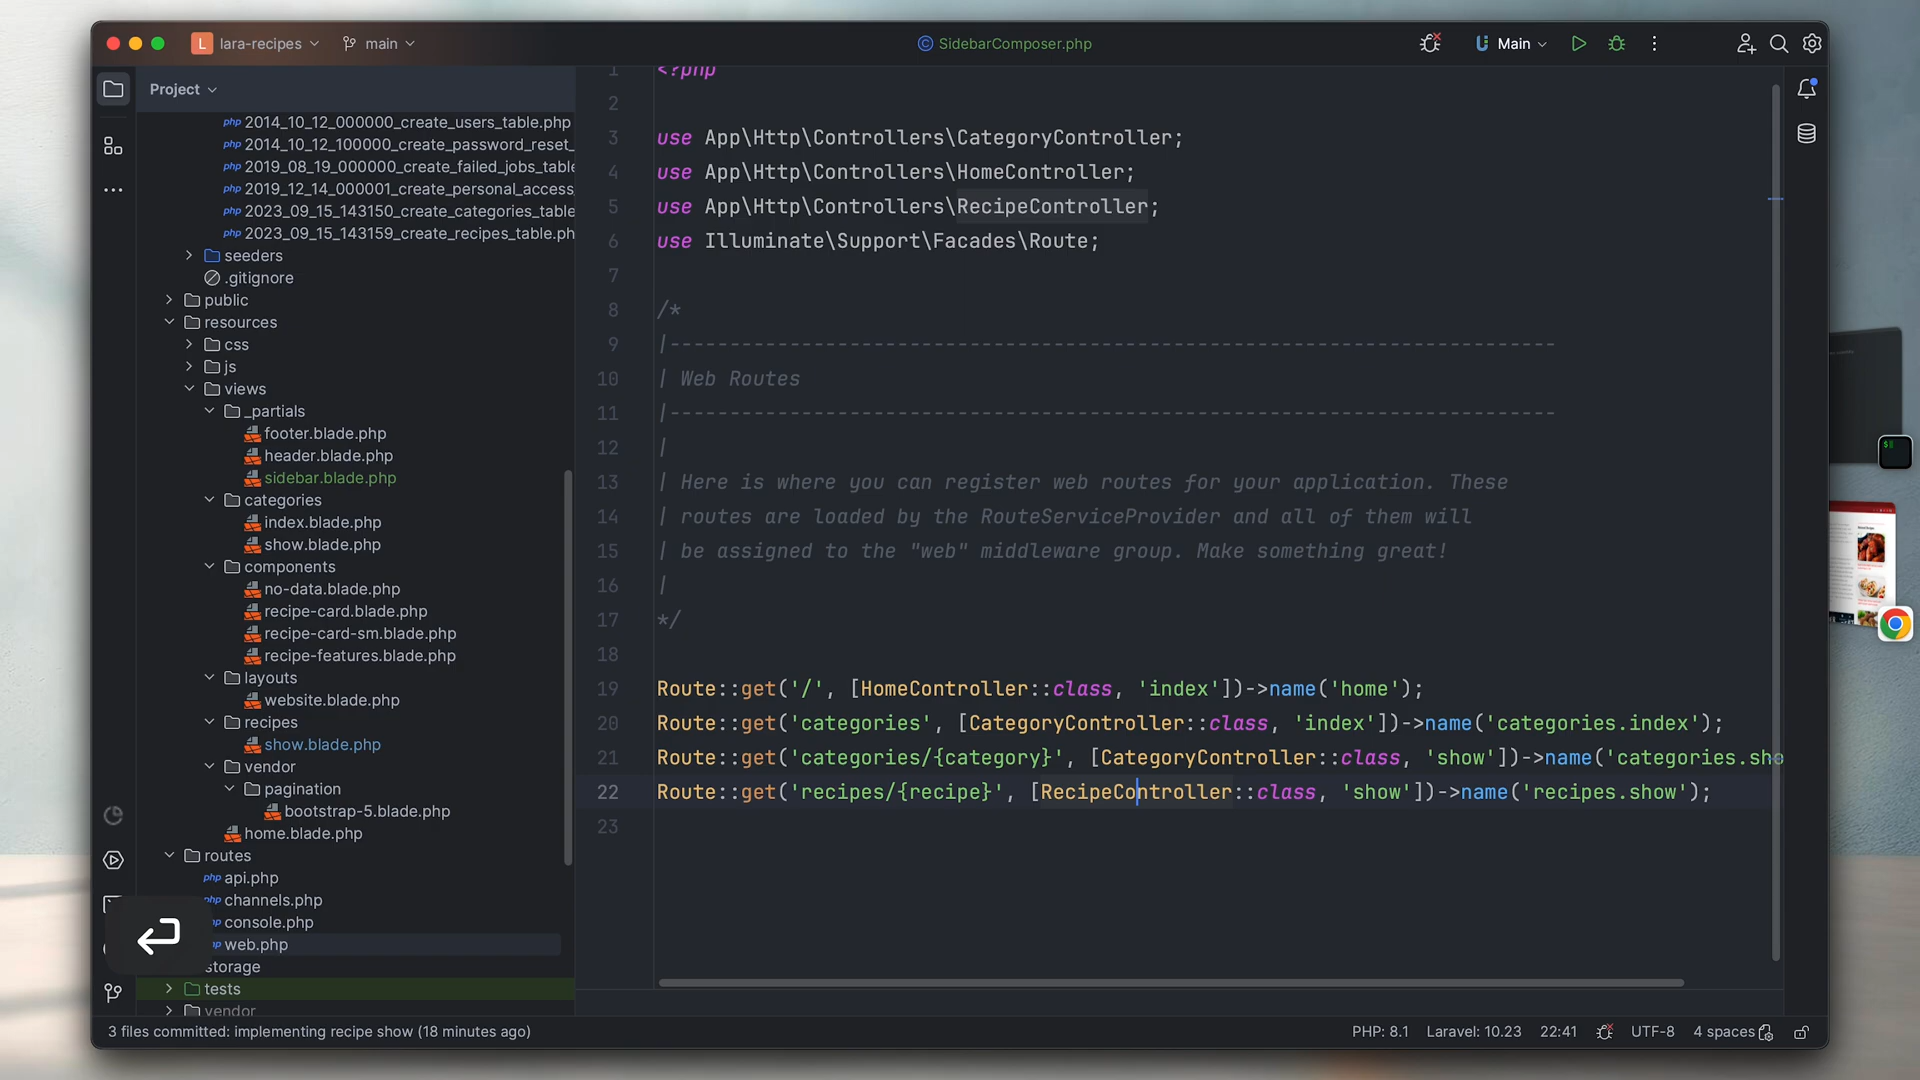 L lara-recipes
main
SidebarComposer.php
Main
Project
php 2014_10_12_000000_create_users_table.php
php 2014_10_12_100000_create_password_reset_
php 2019_08_19_000000_create_failed_jobs_table
php 2019_12_14_000001_create_personal_access_
php 2023_09_15_143150_create_categories_table
php 2023_09_15_143159_create_recipes_table.ph
seeders
.gitignore
public
resources
css
js
views
_partials
footer.blade.php
header.blade.php
sidebar.blade.php
categories
index.blade.php
show.blade.php
components
no-data.blade.php
recipe-card.blade.php
recipe-card-sm.blade.php
recipe-features.blade.php
layouts
website.blade.php
recipes
show.blade.php
vendor
pagination
bootstrap-5.blade.php
home.blade.php
routes
php api.php
php channels.php
console.php
web.php
storage
tests
vendor
1 <?php
2
3 use App\Http\Controllers\CategoryController;
4 use App\Http\Controllers\HomeController;
5 use App\Http\Controllers\RecipeController;
6 use Illuminate\Support\Facades\Route;
7
8 /*
9 |--------------------------------------------------------------------------
10 | Web Routes
11 |--------------------------------------------------------------------------
12 |
13 | Here is where you can register web routes for your application. These
14 | routes are loaded by the RouteServiceProvider and all of them will
15 | be assigned to the "web" middleware group. Make something great!
16 |
17 */
18
19 Route::get('/', [HomeController::class, 'index'])->name('home');
20 Route::get('categories', [CategoryController::class, 'index'])->name('categories.index');
21 Route::get('categories/{category}', [CategoryController::class, 'show'])->name('categories.sho
22 Route::get('recipes/{recipe}', [RecipeController::class, 'show'])->name('recipes.show');
23
3 files committed: implementing recipe show (18 minutes ago)
PHP: 8.1 Laravel: 10.23 22:41 UTF-8 4 spaces